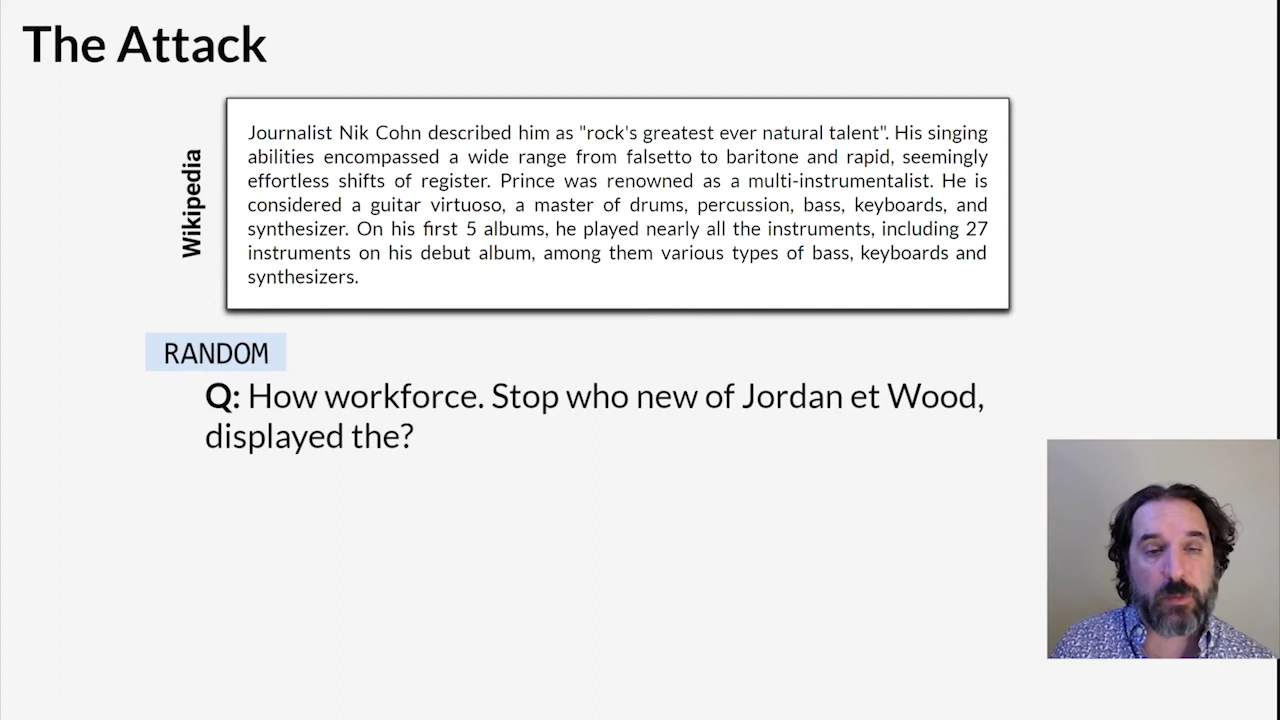 The Attack
Wikipedia
Journalist Nik Cohn described him as "rock's greatest ever natural talent". His singing
abilities encompassed a wide range from falsetto to baritone and rapid, seemingly
effortless shifts of register. Prince was renowned as a multi-instrumentalist. He is
considered a guitar virtuoso, a master of drums, percussion, bass, keyboards, and
synthesizer. On his first 5 albums, he played nearly all the instruments, including 27
instruments on his debut album, among them various types of bass, keyboards and
synthesizers.
RANDOM
Q: How workforce. Stop who new of Jordan et Wood,
displayed the?